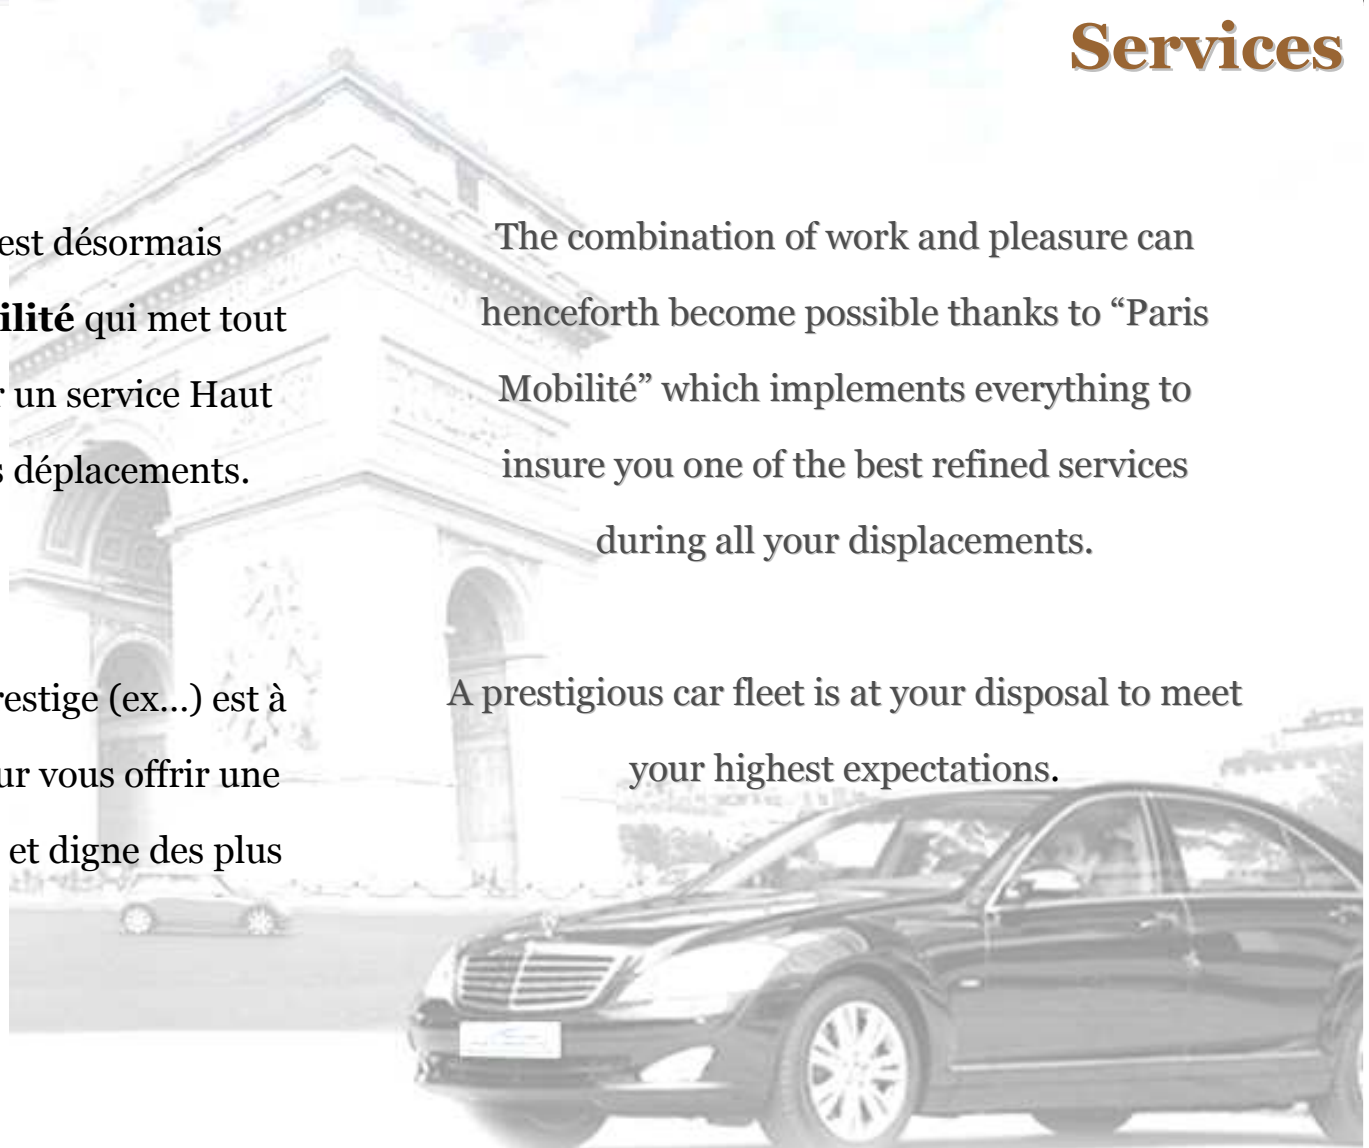 Services
est désormais
ilité qui met tout
un service Haut
déplacements.
restige (ex...) est à
ur vous offrir une
et digne des plus
The combination of work and pleasure can
henceforth become possible thanks to “Paris
Mobilité” which implements everything to
insure you one of the best refined services
during all your displacements.
A prestigious car fleet is at your disposal to meet
your highest expectations.